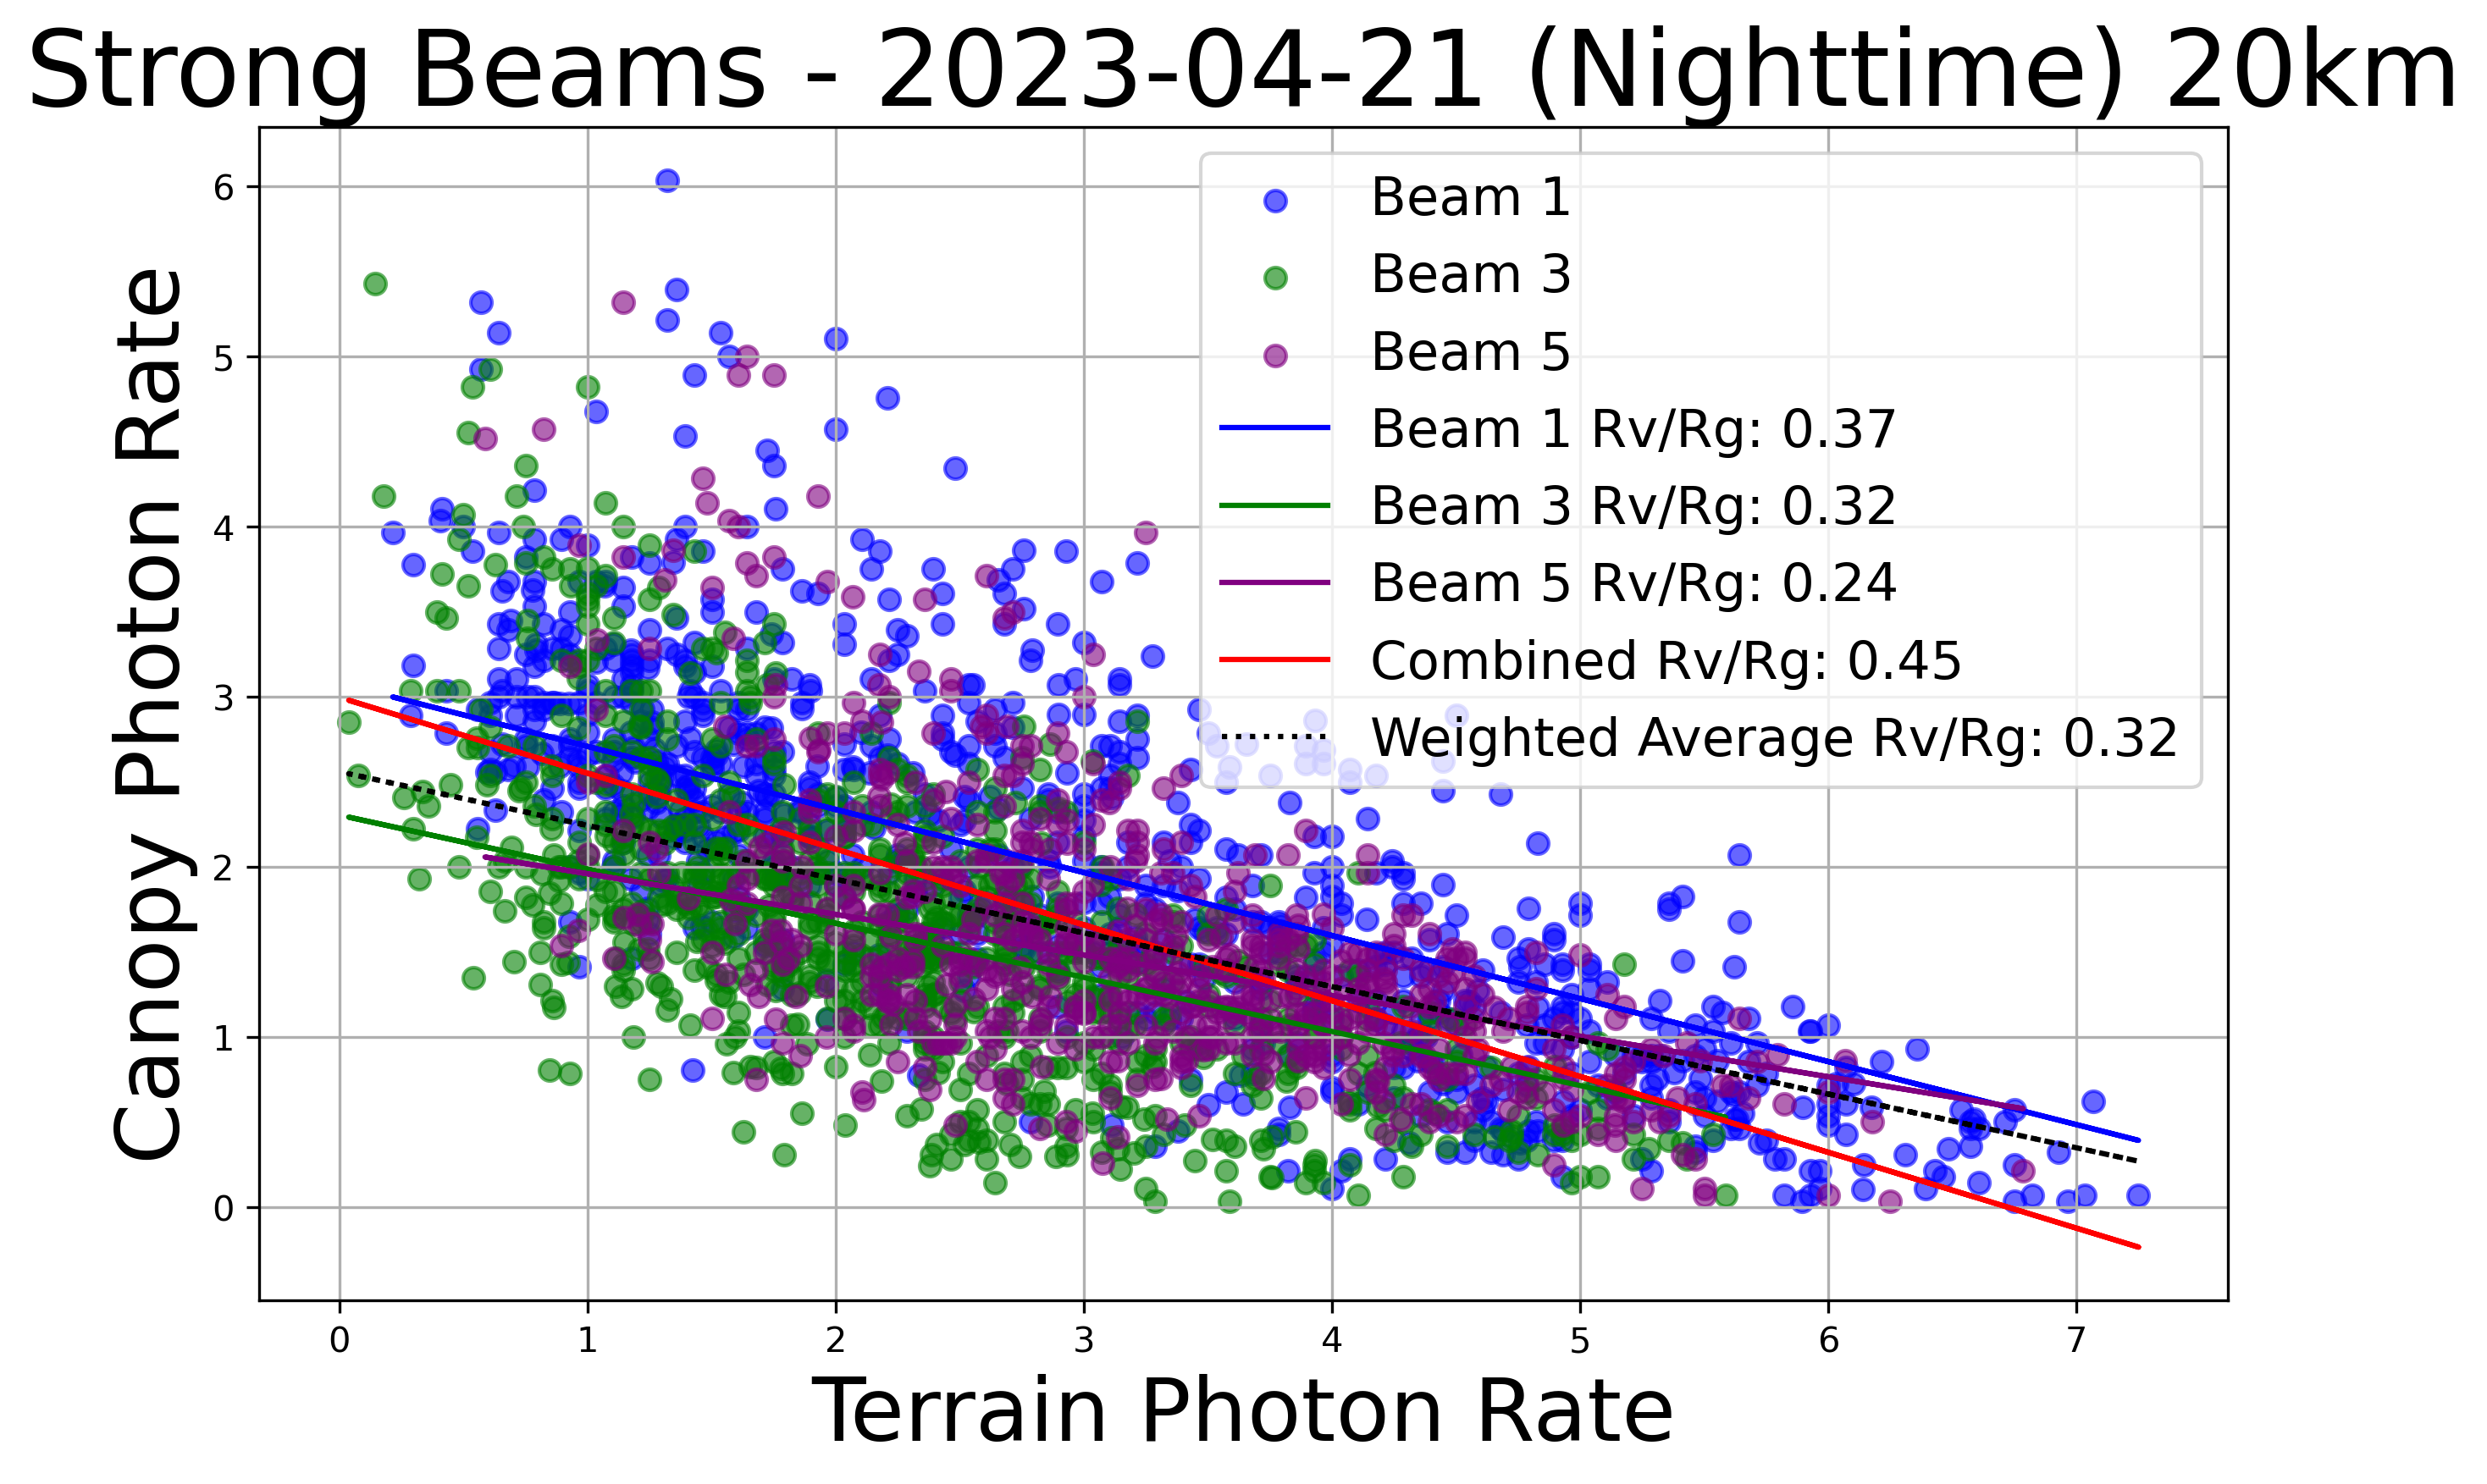 Strong Beams - 2023-04-21 (Nighttime) 20km
Canopy Photon Rate
6
5
4
3
2
1
0
Beam 1
Beam 3
Beam 5
Beam 1 Rv/Rg: 0.37
Beam 3 Rv/Rg: 0.32
Beam 5 Rv/Rg: 0.24
Combined Rv/Rg: 0.45
Weighted Average Rv/Rg: 0.32
0 1 2 3 4 5 6 7
Terrain Photon Rate